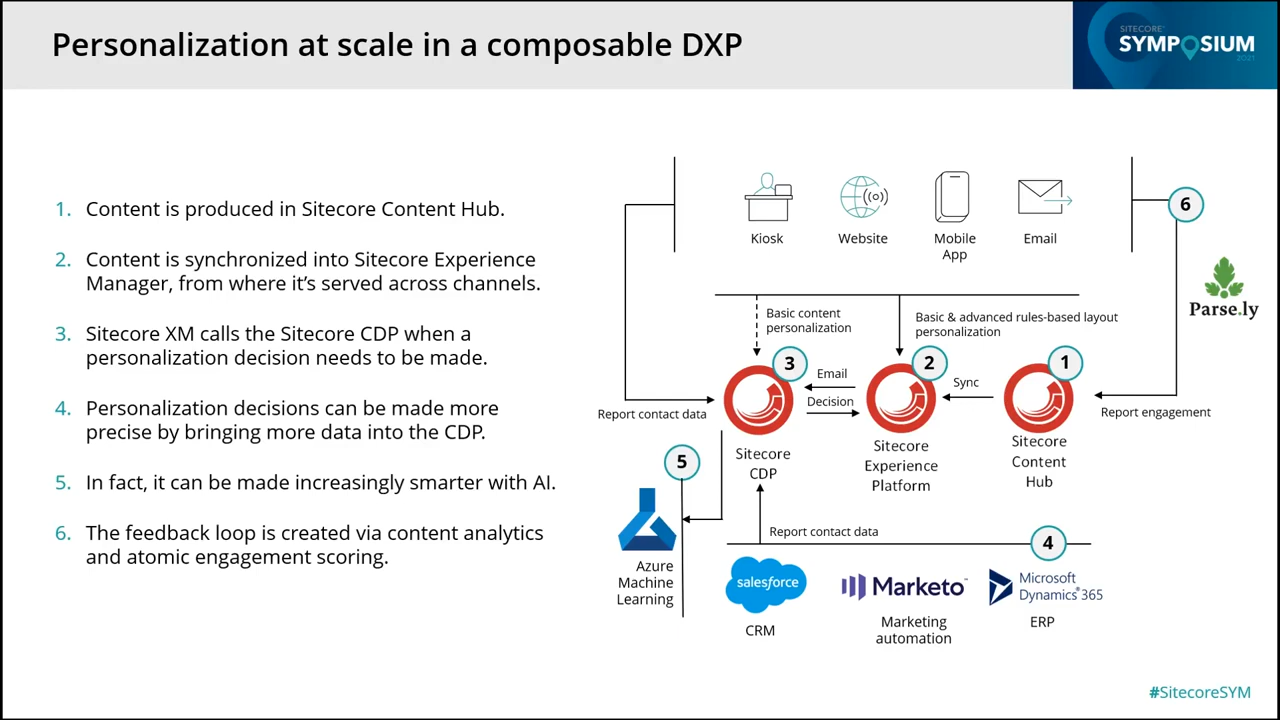 Personalization at scale in a composable DXP
SITECORE
SYMPOSIUM
2021
1. Content is produced in Sitecore Content Hub.
2. Content is synchronized into Sitecore Experience
Manager, from where it’s served across channels.
3. Sitecore XM calls the Sitecore CDP when a
personalization decision needs to be made.
4. Personalization decisions can be made more
precise by bringing more data into the CDP.
5. In fact, it can be made increasingly smarter with AI.
6. The feedback loop is created via content analytics
and atomic engagement scoring.
Kiosk
Website
Mobile
App
Email
6
Parse.ly
Basic content
personalization
Basic & advanced rules-based layout
personalization
3
2
1
Email
Decision
Sync
Report contact data
Report engagement
Sitecore
CDP
Sitecore
Experience
Platform
Sitecore
Content
Hub
5
Azure
Machine
Learning
Report contact data
4
salesforce
CRM
Marketo™
Marketing
automation
Microsoft
Dynamics® 365
ERP
#SitecoreSYM